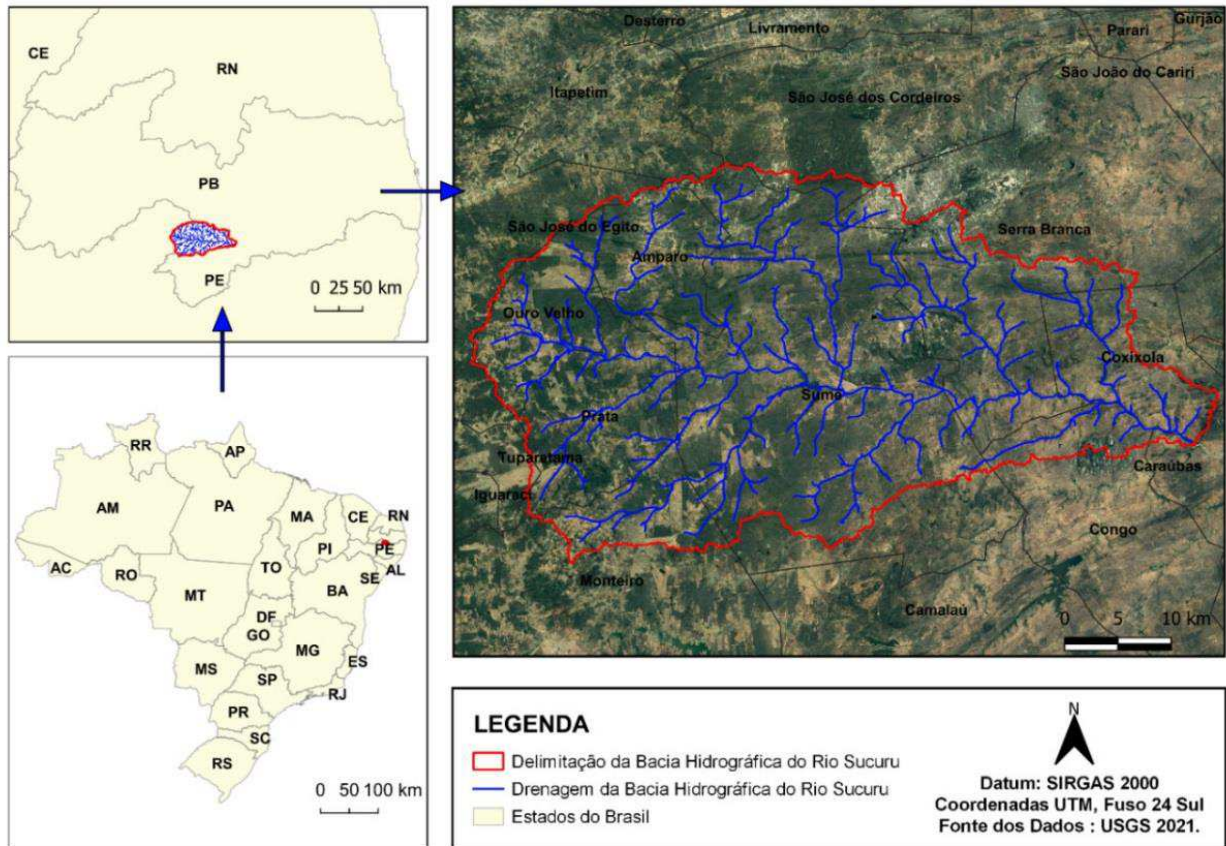 CE
RN
PB
PE
0 25 50 km
Desterro
Livramento
Gurjão
Parari
São João do Cariri
Itapetim
São José dos Cordeiros
São José do Egito
Serra Branca
Amparo
Ouro Velho
Coxixola
Sumé
Prata
Tuparetama
Caraúbas
Iguaraci
Congo
Monteiro
Camalaú
0 5 10 km
RR
AP
AM
PA
MA
CE
RN
PI
PE
AC
RO
TO
SE
AL
MT
BA
DF
GO
MG
MS
ES
SP
RJ
PR
SC
RS
0 50 100 km
LEGENDA
Delimitação da Bacia Hidrográfica do Rio Sucuru
Drenagem da Bacia Hidrográfica do Rio Sucuru
Estados do Brasil
N
Datum: SIRGAS 2000
Coordenadas UTM, Fuso 24 Sul
Fonte dos Dados : USGS 2021.